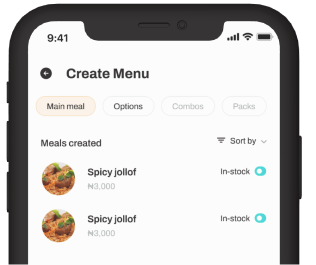 9:41
Create Menu
Main meal Options Combos Packs
Meals created Sort by
Spicy jollof In-stock
₦3,000
Spicy jollof In-stock
₦3,000